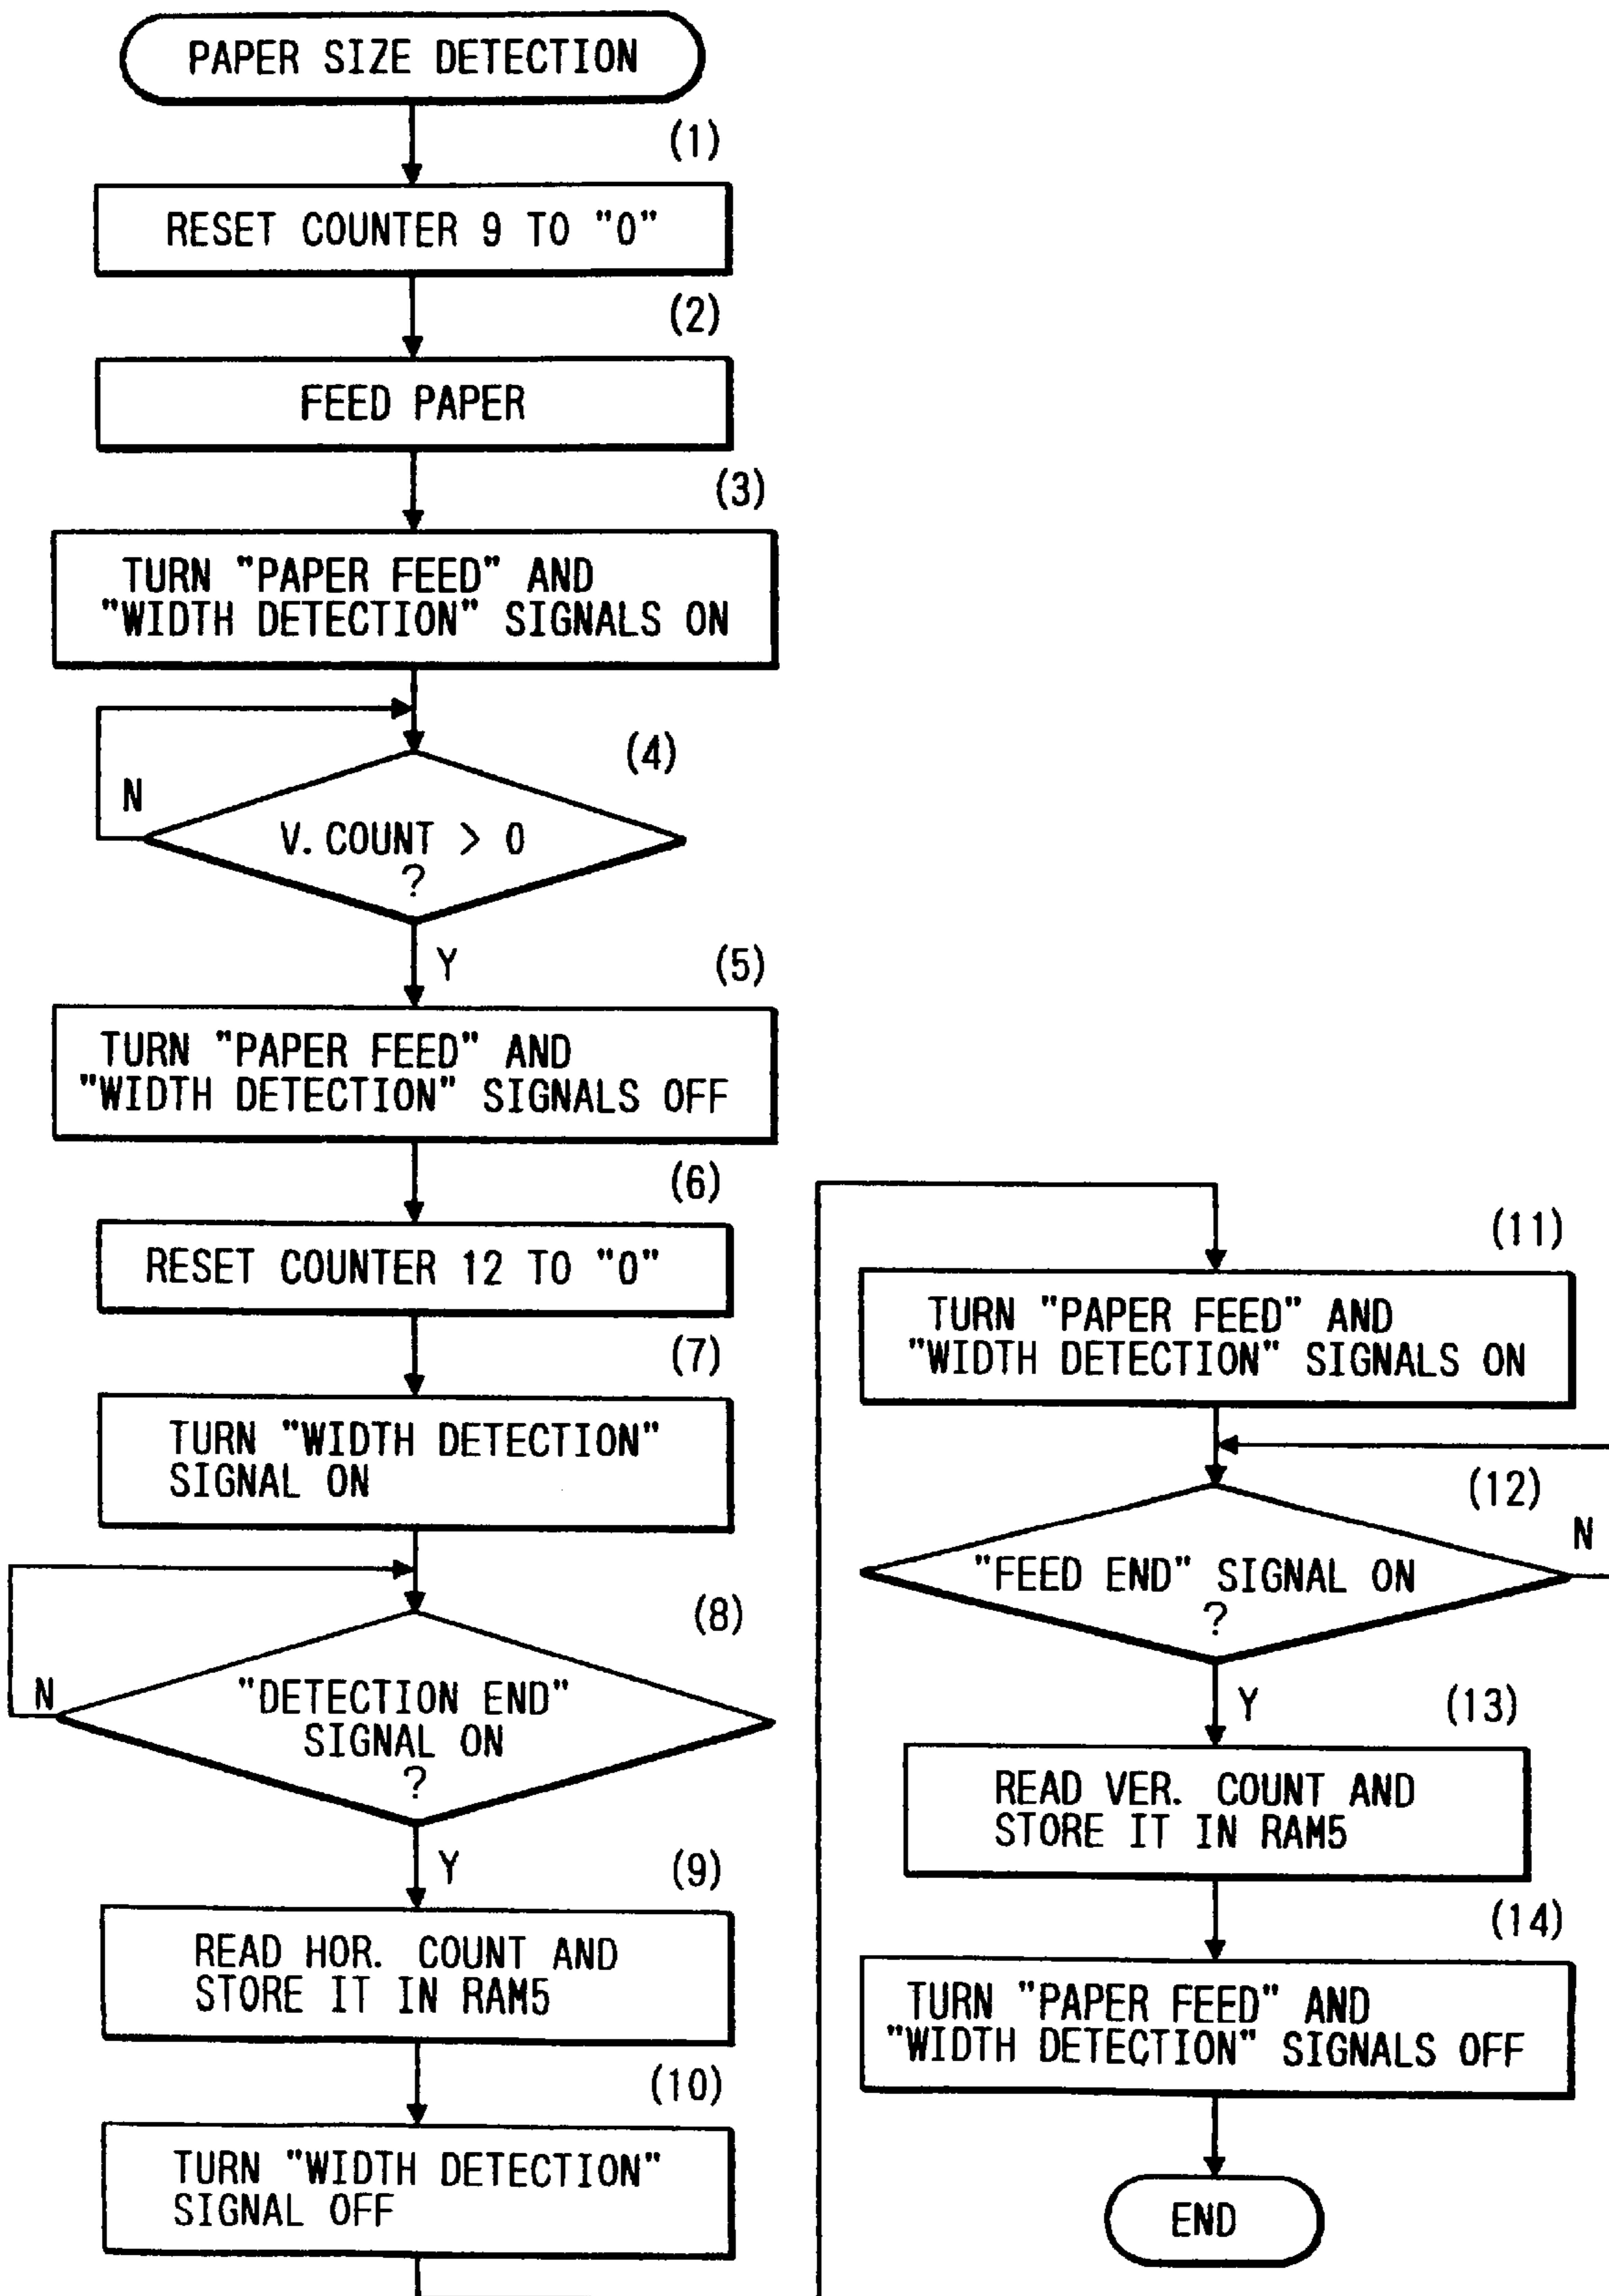 PAPER SIZE DETECTION
(1)
RESET COUNTER 9 TO "0"
(2)
FEED PAPER
(3)
TURN "PAPER FEED" AND
"WIDTH DETECTION" SIGNALS ON
(4)
N
V. COUNT > 0
?
Y
(5)
TURN "PAPER FEED" AND
"WIDTH DETECTION" SIGNALS OFF
(6)
RESET COUNTER 12 TO "0"
(7)
TURN "WIDTH DETECTION"
SIGNAL ON
(8)
N
"DETECTION END"
SIGNAL ON
?
Y
(9)
READ HOR. COUNT AND
STORE IT IN RAM5
(10)
TURN "WIDTH DETECTION"
SIGNAL OFF
(11)
TURN "PAPER FEED" AND
"WIDTH DETECTION" SIGNALS ON
(12)
N
"FEED END" SIGNAL ON
?
Y
(13)
READ VER. COUNT AND
STORE IT IN RAM5
(14)
TURN "PAPER FEED" AND
"WIDTH DETECTION" SIGNALS OFF
END